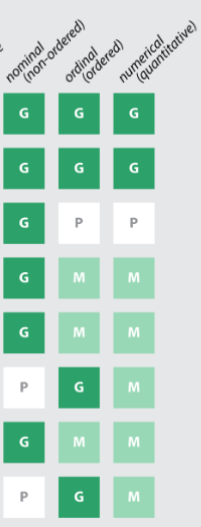 nominal
(non-ordered)
ordinal
(ordered)
numerical
(quantitative)
G G G
G G G
G P P
G M M
G M M
P G M
G M M
P G M